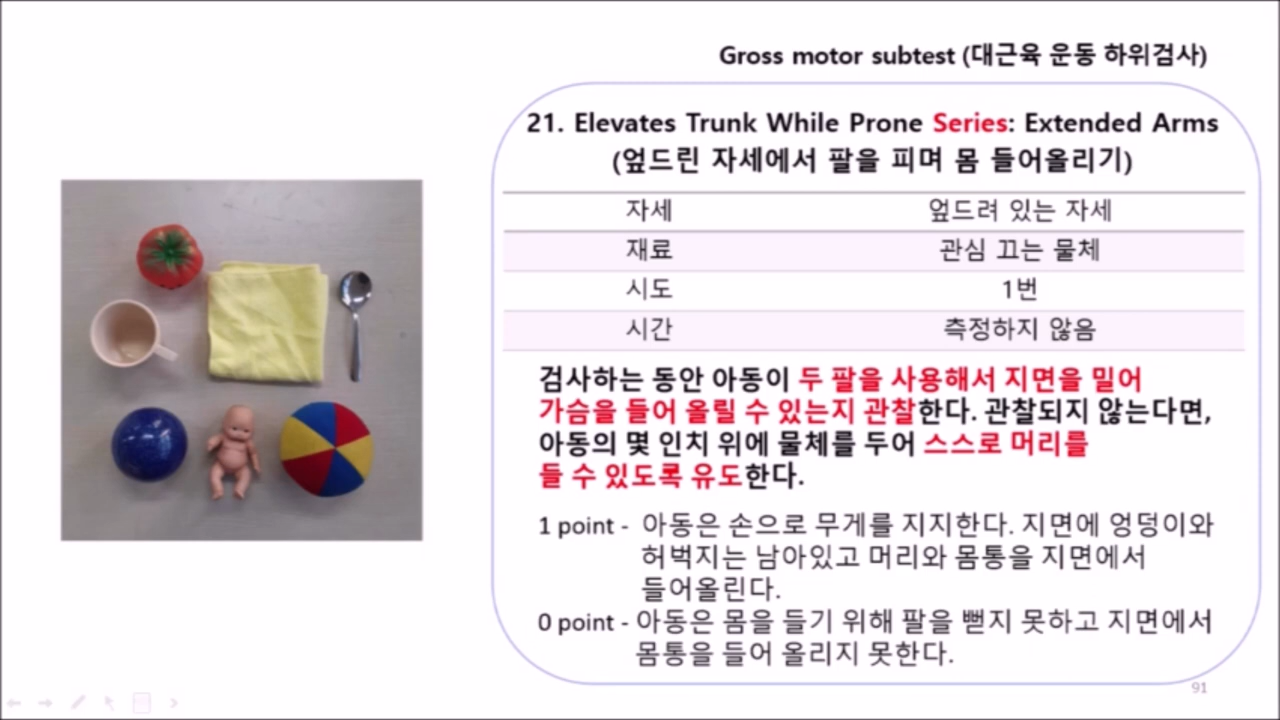 Gross motor subtest (대근육 운동 하위검사)
21. Elevates Trunk While Prone Series: Extended Arms
(엎드린 자세에서 팔을 피며 몸 들어올리기)
자세 엎드려 있는 자세
재료 관심 끄는 물체
시도 1번
시간 측정하지 않음
검사하는 동안 아동이 두 팔을 사용해서 지면을 밀어
가슴을 들어 올릴 수 있는지 관찰한다. 관찰되지 않는다면,
아동의 몇 인치 위에 물체를 두어 스스로 머리를
들 수 있도록 유도한다.
1 point - 아동은 손으로 무게를 지지한다. 지면에 엉덩이와
허벅지는 남아있고 머리와 몸통을 지면에서
들어올린다.
0 point - 아동은 몸을 들기 위해 팔을 뻗지 못하고 지면에서
몸통을 들어 올리지 못한다.
91